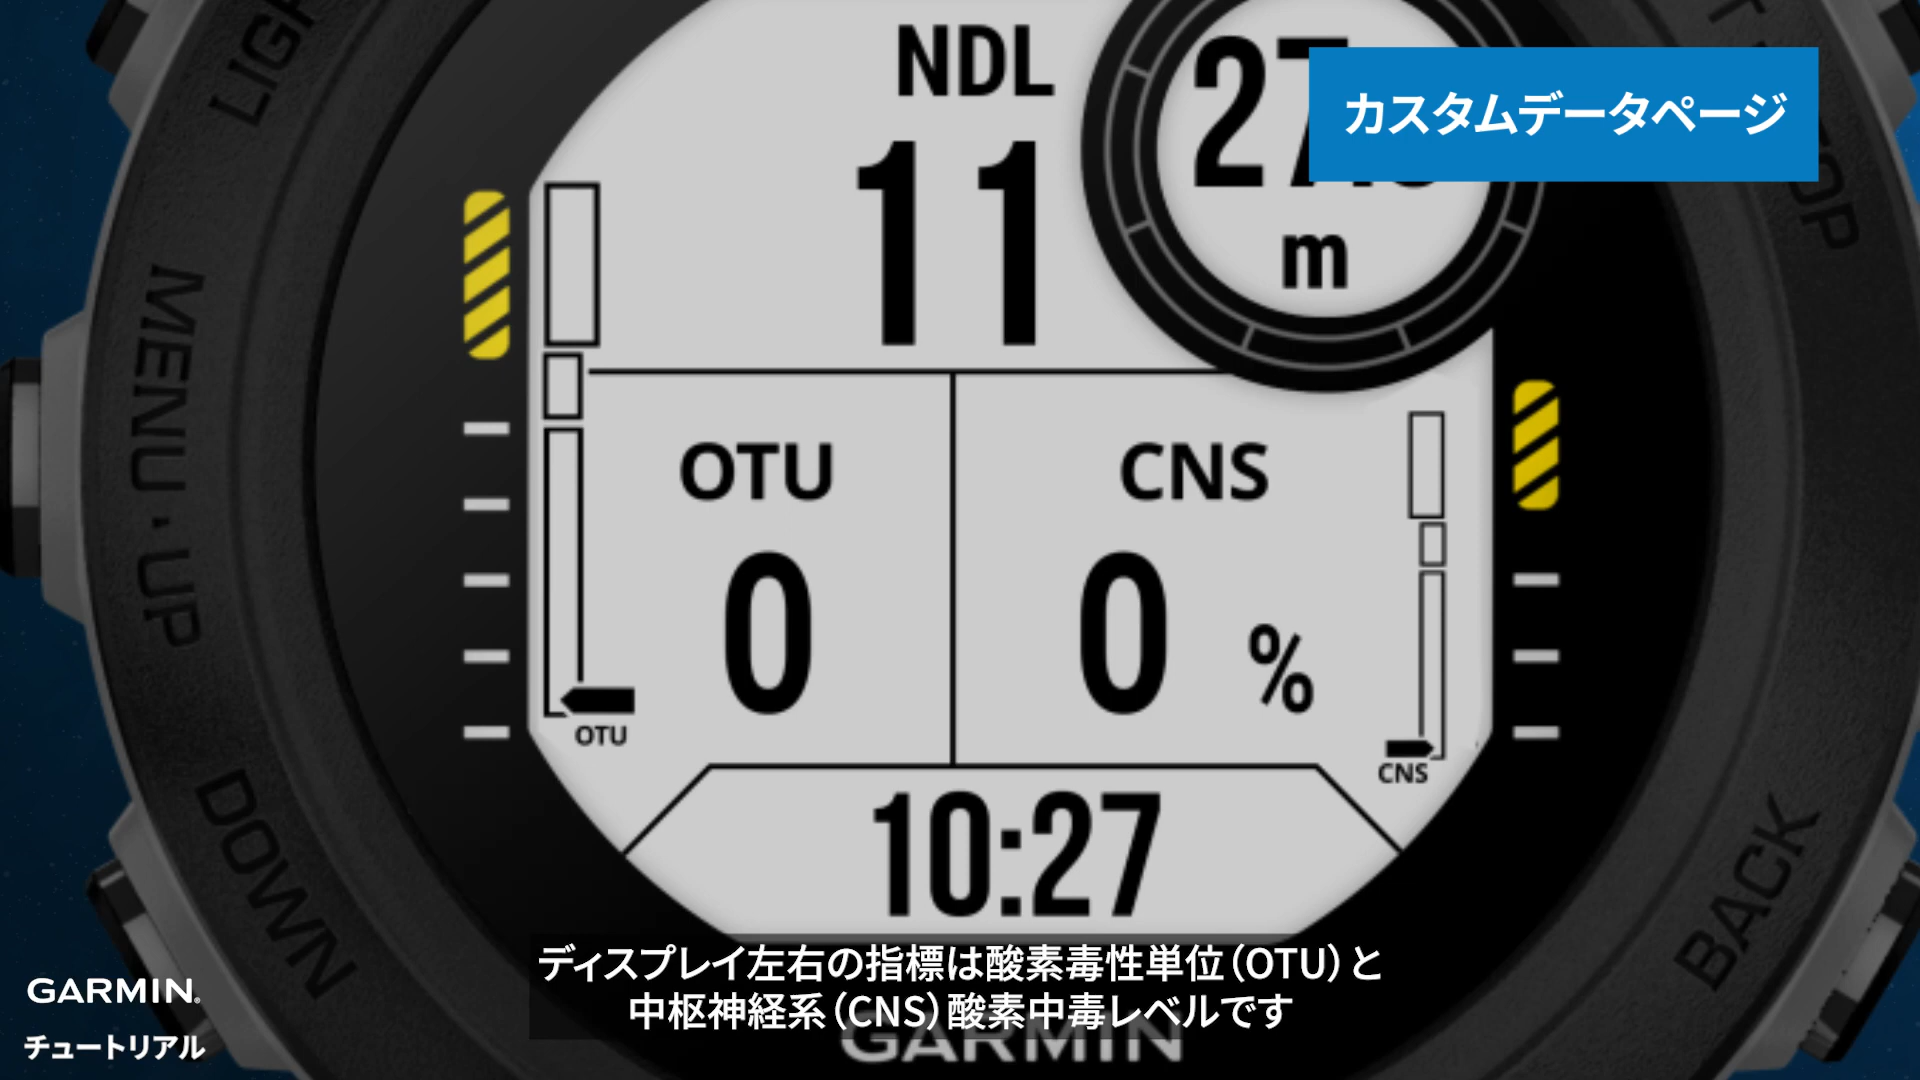 LIGH
NDL
カスタムデータページ
11
m
MENU · UP
OTU
CNS
0
0 %
OTU
CNS
DOWN
10:27
BACK
ディスプレイ左右の指標は酸素毒性単位（OTU）と
中枢神経系（CNS）酸素中毒レベルです
GARMIN
GARMIN®
チュートリアル